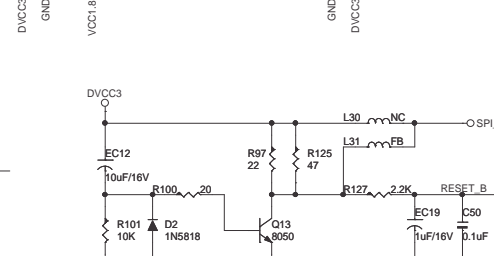 DVCC3
GND
VCC1.8
GND
DVCC3
DVCC3
L30 NC
SPI_
L31 FB
EC12
10uF/16V
R97
22
R125
47
R100 20
R127 2.2K
RESET_B
R101
10K
D2
1N5818
Q13
8050
EC19
1uF/16V
C50
0.1uF